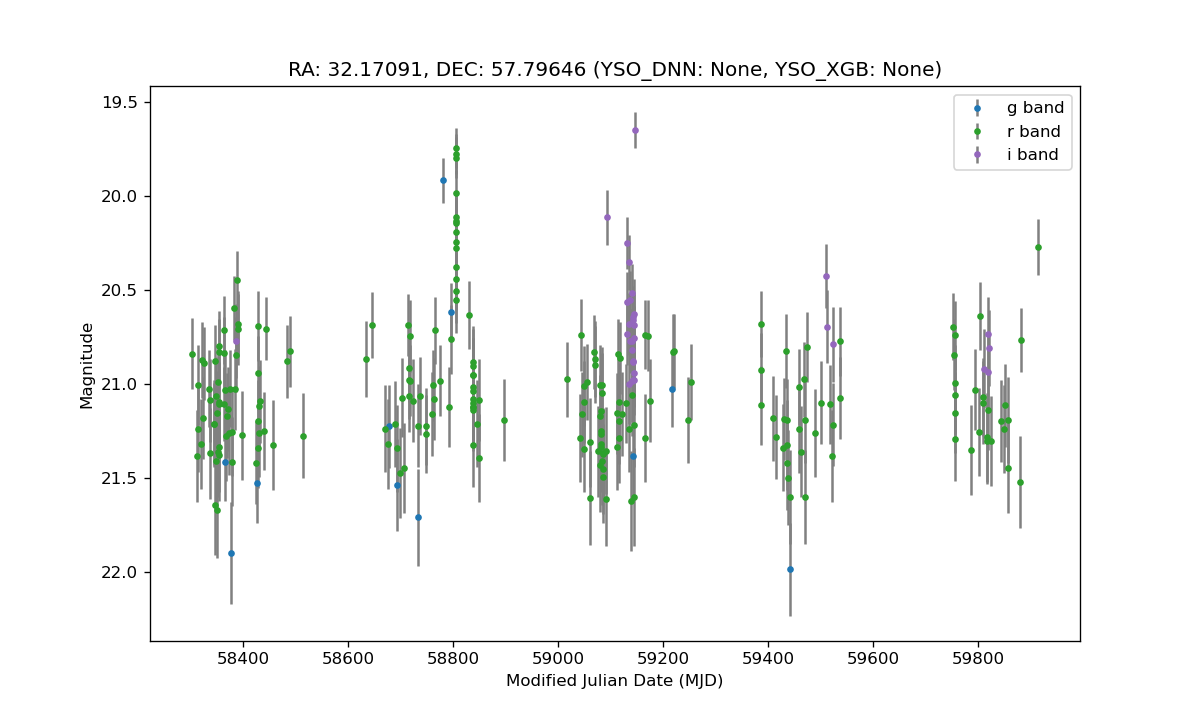 RA: 32.17091, DEC: 57.79646 (YSO_DNN: None, YSO_XGB: None)
g band
r band
i band
19.5
20.0
20.5
21.0
21.5
22.0
Magnitude
58400
58600
58800
59000
59200
59400
59600
59800
Modified Julian Date (MJD)